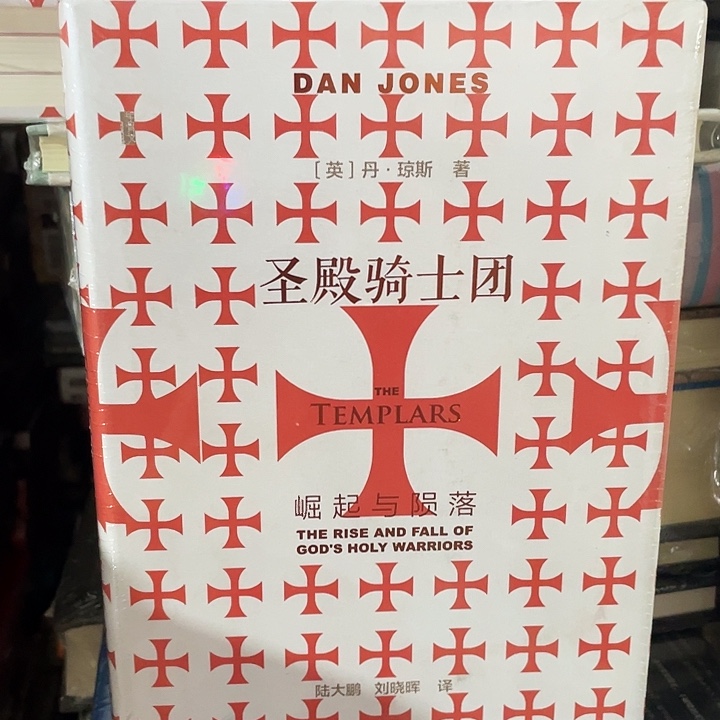 DAN JONES
［英］丹·琼斯 著
圣殿骑士团
THE
TEMPLARS
崛起与陨落
THE RISE AND FALL OF
GOD'S HOLY WARRIORS
陆大鹏 刘晓晖 译